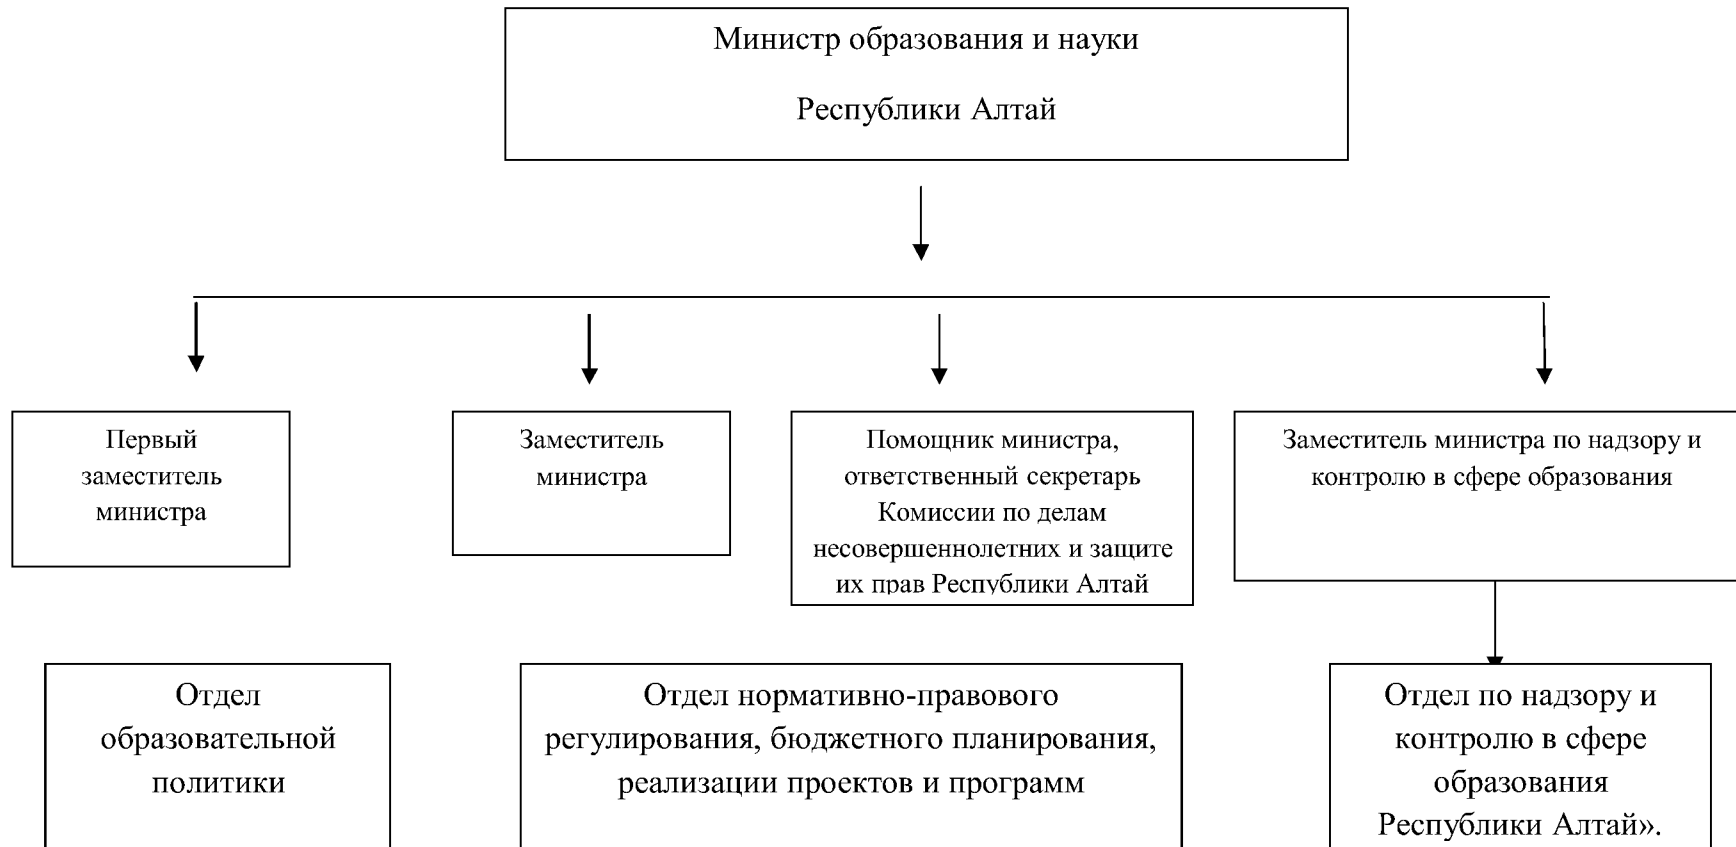 Министр образования и науки
Республики Алтай
Первый
заместитель
министра
Заместитель
министра
Помощник министра,
ответственный секретарь
Комиссии по делам
несовершеннолетних и защите
их прав Республики Алтай
Заместитель министра по надзору и
контролю в сфере образования
Отдел
образовательной
политики
Отдел нормативно-правового
регулирования, бюджетного планирования,
реализации проектов и программ
Отдел по надзору и
контролю в сфере
образования
Республики Алтай».